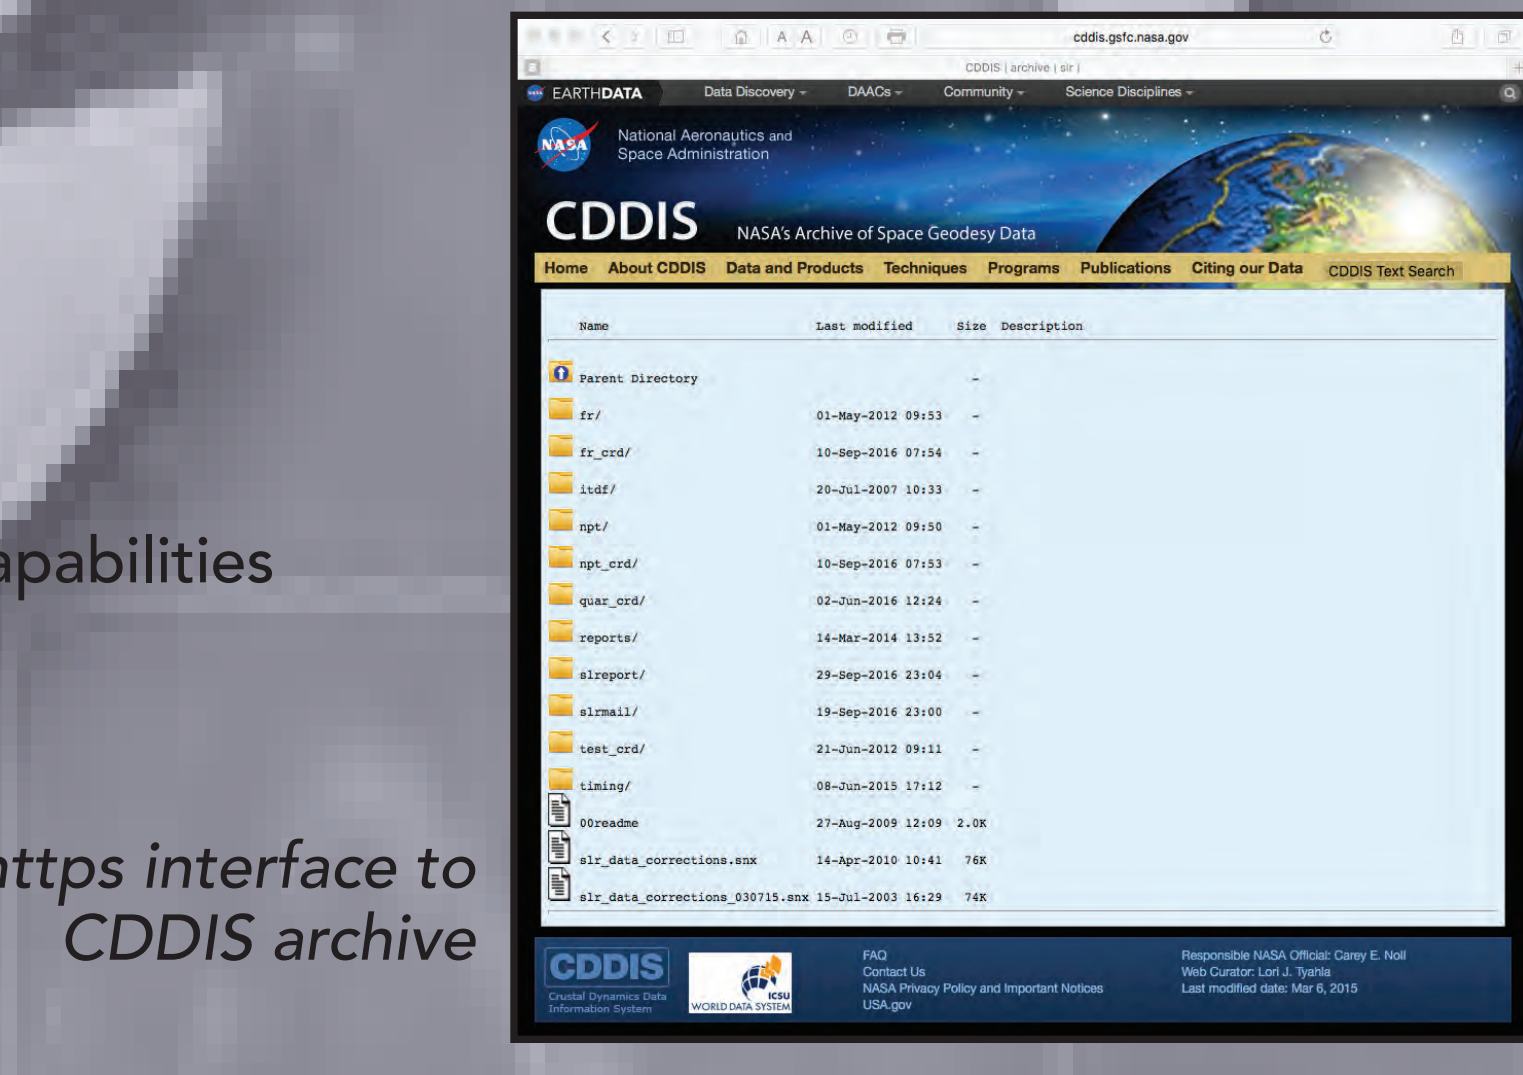 cddis.gsfc.nasa.gov
CDDIS | archive | slr |
EARTHDATA Data Discovery DAACs Community Science Disciplines
NASA
National Aeronautics and
Space Administration
CDDIS NASA's Archive of Space Geodesy Data
Home About CDDIS Data and Products Techniques Programs Publications Citing our Data CDDIS Text Search
Name Last modified Size Description
Parent Directory -
fr/ 01-May-2012 09:53 -
fr_crd/ 10-Sep-2016 07:54 -
itdf/ 20-Jul-2007 10:33 -
npt/ 01-May-2012 09:50 -
npt_crd/ 10-Sep-2016 07:53 -
quar_crd/ 02-Jun-2016 12:24 -
reports/ 14-Mar-2014 13:52 -
slreport/ 29-Sep-2016 23:04 -
slrmail/ 19-Sep-2016 23:00 -
test_crd/ 21-Jun-2012 09:11 -
timing/ 08-Jun-2015 17:12 -
00readme 27-Aug-2009 12:09 2.0K
slr_data_corrections.snx 14-Apr-2010 10:41 76K
slr_data_corrections_030715.snx 15-Jul-2003 16:29 74K
CDDIS
Crustal Dynamics Data
Information System
ICSU
WORLD DATA SYSTEM
FAQ
Contact Us
NASA Privacy Policy and Important Notices
USA.gov
Responsible NASA Official: Carey E. Noll
Web Curator: Lori J. Tyahla
Last modified date: Mar 6, 2015
apabilities
https interface to
CDDIS archive